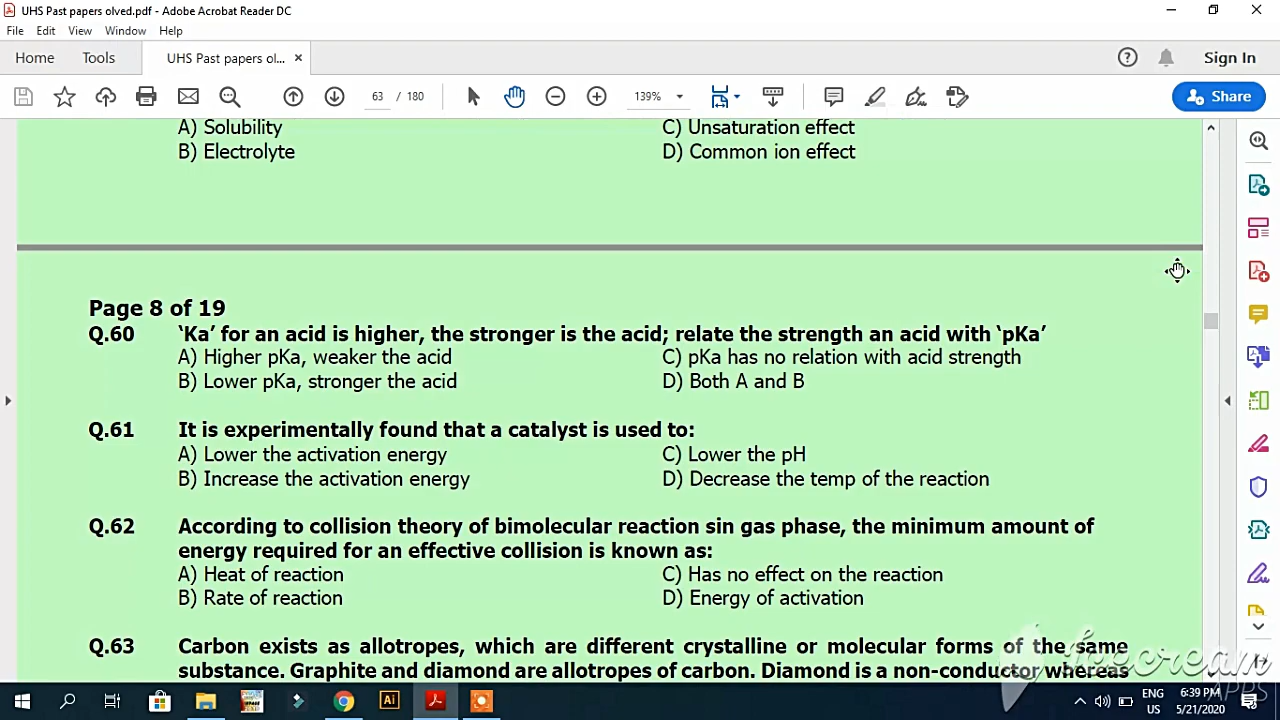 UHS Past papers olved.pdf - Adobe Acrobat Reader DC
File Edit View Window Help
Home Tools UHS Past papers ol... × Sign In
63 / 180 139% Share
A) Solubility C) Unsaturation effect
B) Electrolyte D) Common ion effect
Page 8 of 19
Q.60 ‘Ka’ for an acid is higher, the stronger is the acid; relate the strength an acid with ‘pKa’
A) Higher pKa, weaker the acid C) pKa has no relation with acid strength
B) Lower pKa, stronger the acid D) Both A and B
Q.61 It is experimentally found that a catalyst is used to:
A) Lower the activation energy C) Lower the pH
B) Increase the activation energy D) Decrease the temp of the reaction
Q.62 According to collision theory of bimolecular reaction sin gas phase, the minimum amount of
energy required for an effective collision is known as:
A) Heat of reaction C) Has no effect on the reaction
B) Rate of reaction D) Energy of activation
Q.63 Carbon exists as allotropes, which are different crystalline or molecular forms of the same
substance. Graphite and diamond are allotropes of carbon. Diamond is a non-conductor whereas
Icecream
APPS
Ai
ENG 6:39 PM
US 5/21/2020